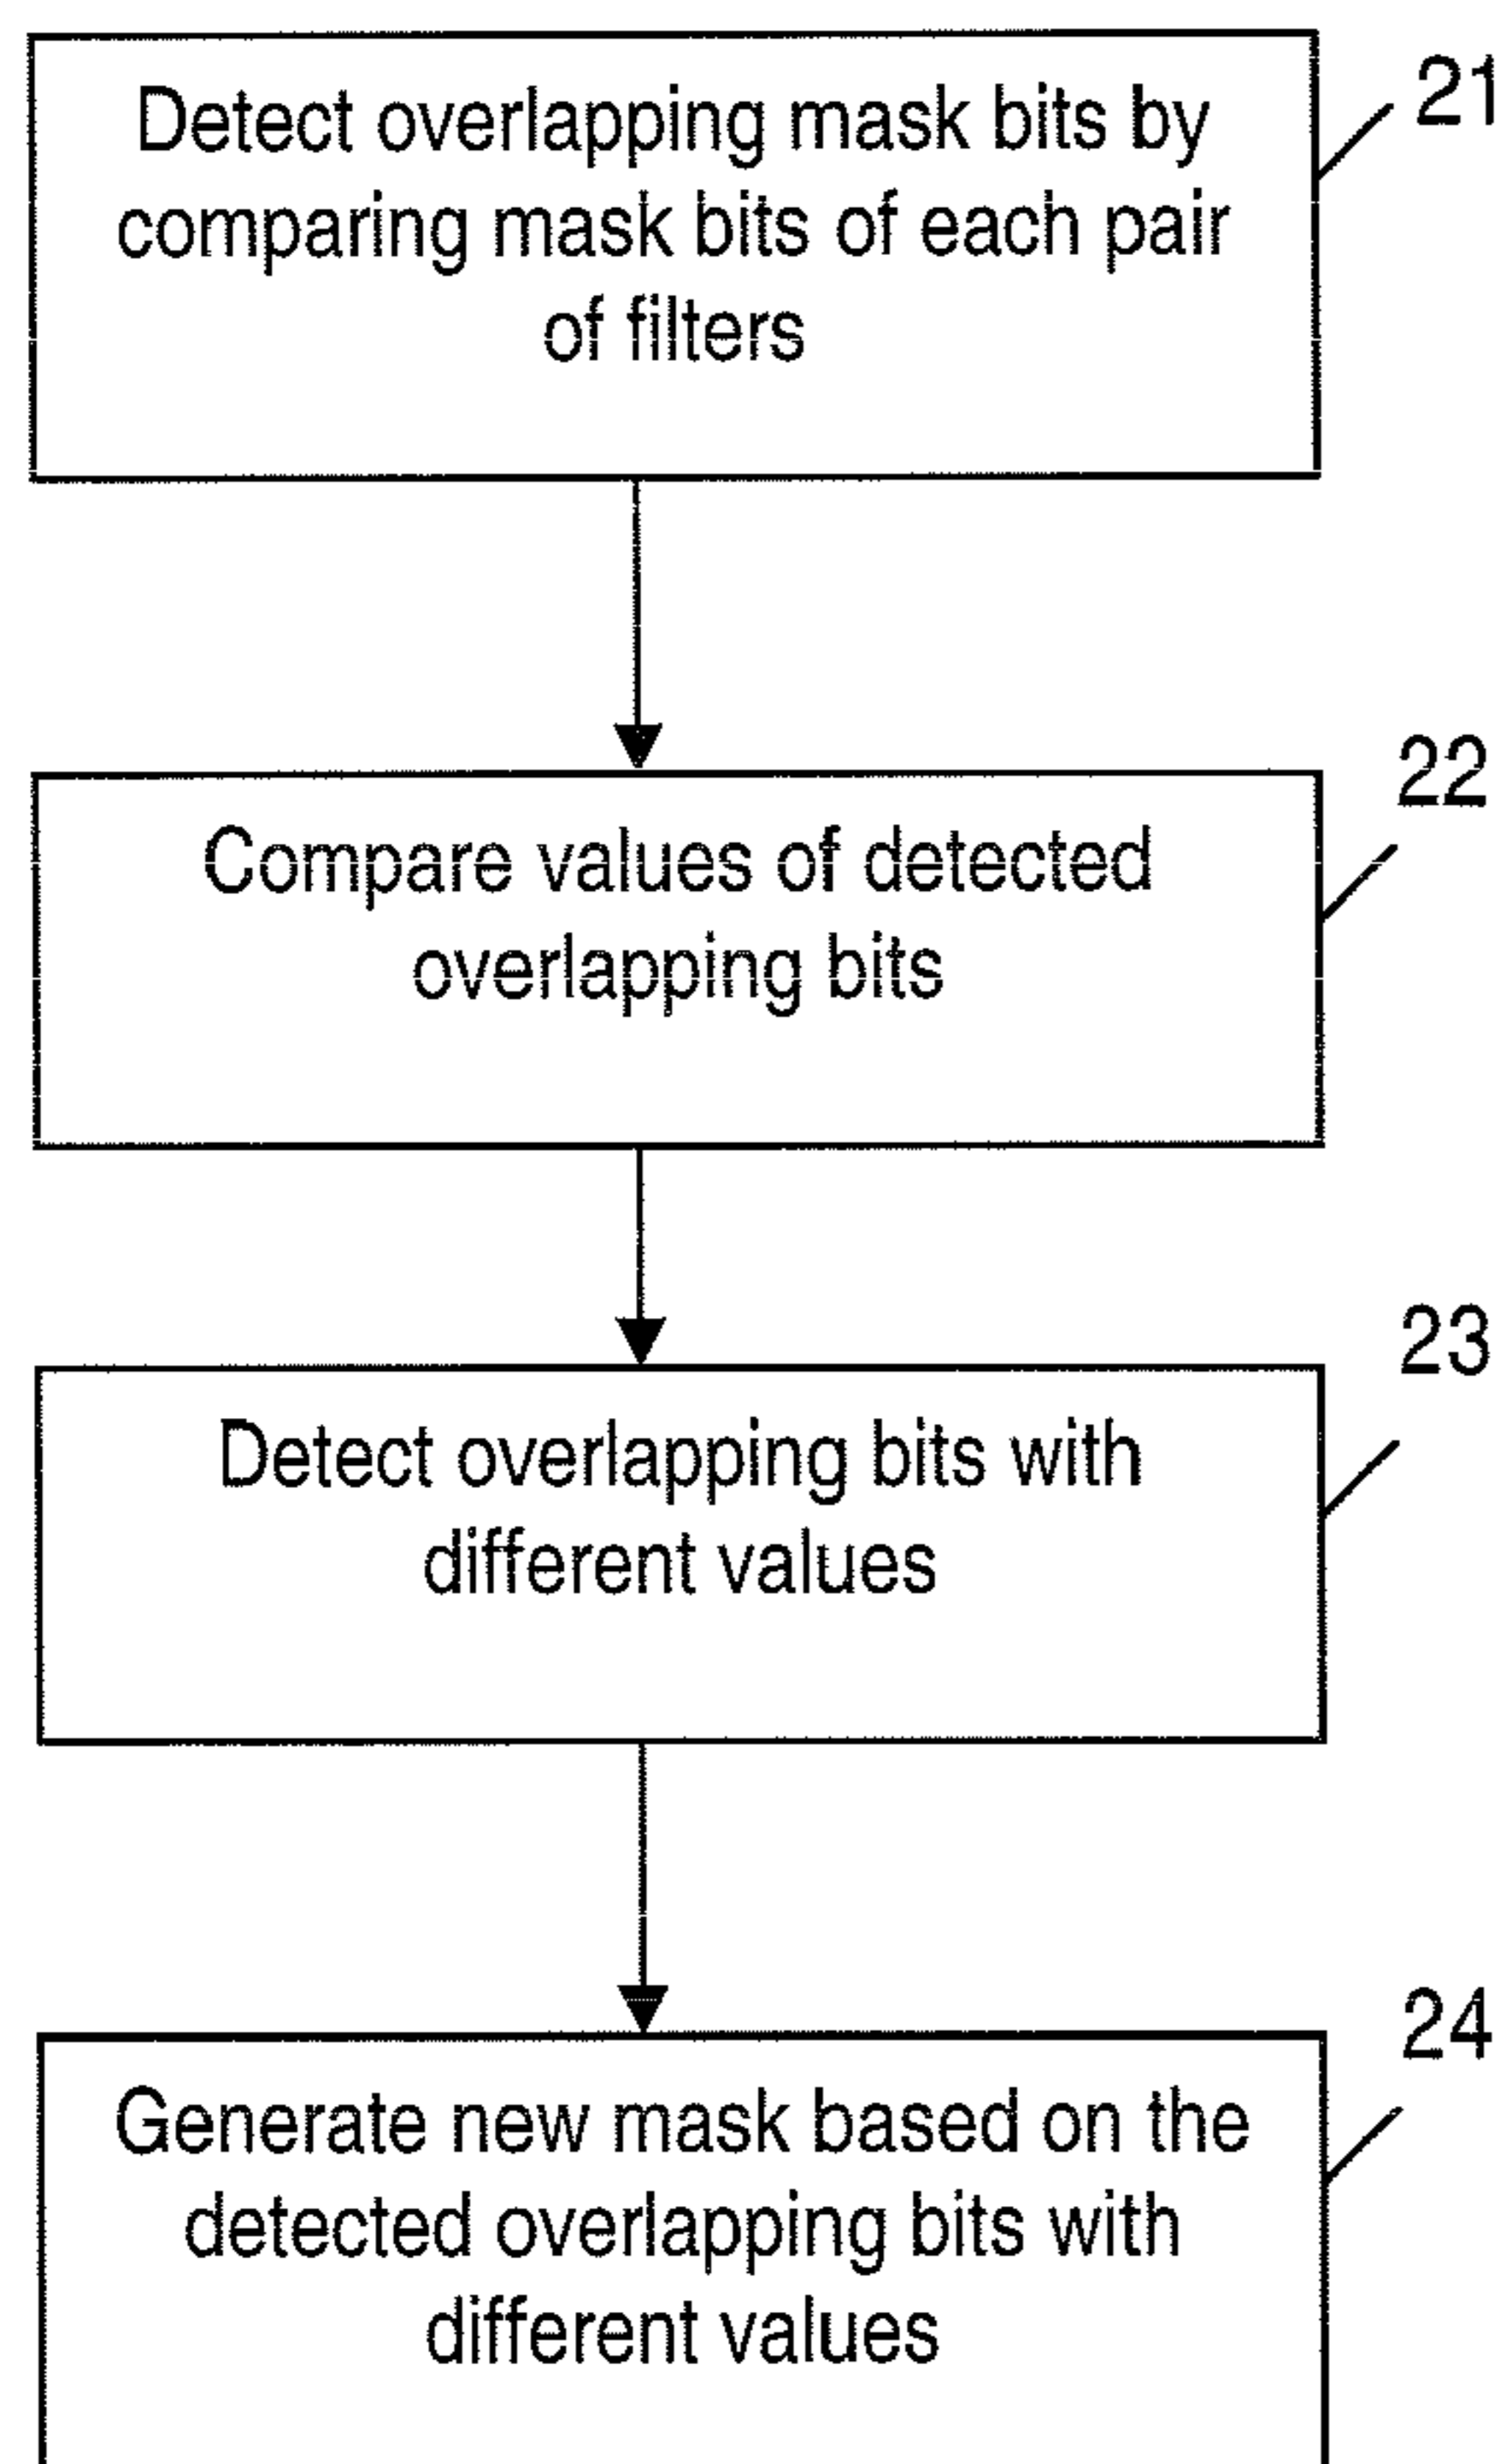 Detect overlapping mask bits by
comparing mask bits of each pair
of filters
21
Compare values of detected
overlapping bits
22
Detect overlapping bits with
different values
23
Generate new mask based on the
detected overlapping bits with
different values
24